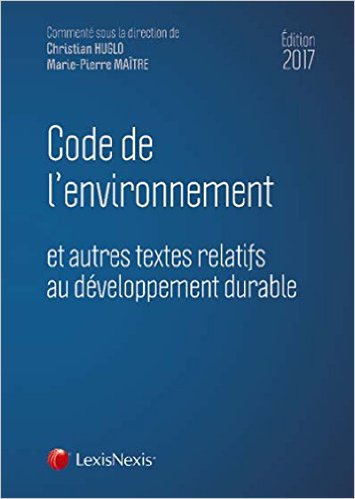 Commenté sous la direction de
Christian HUGLO
Marie-Pierre MAÎTRE
Édition
2017
Code de
l'environnement
et autres textes relatifs
au développement durable
LexisNexis®